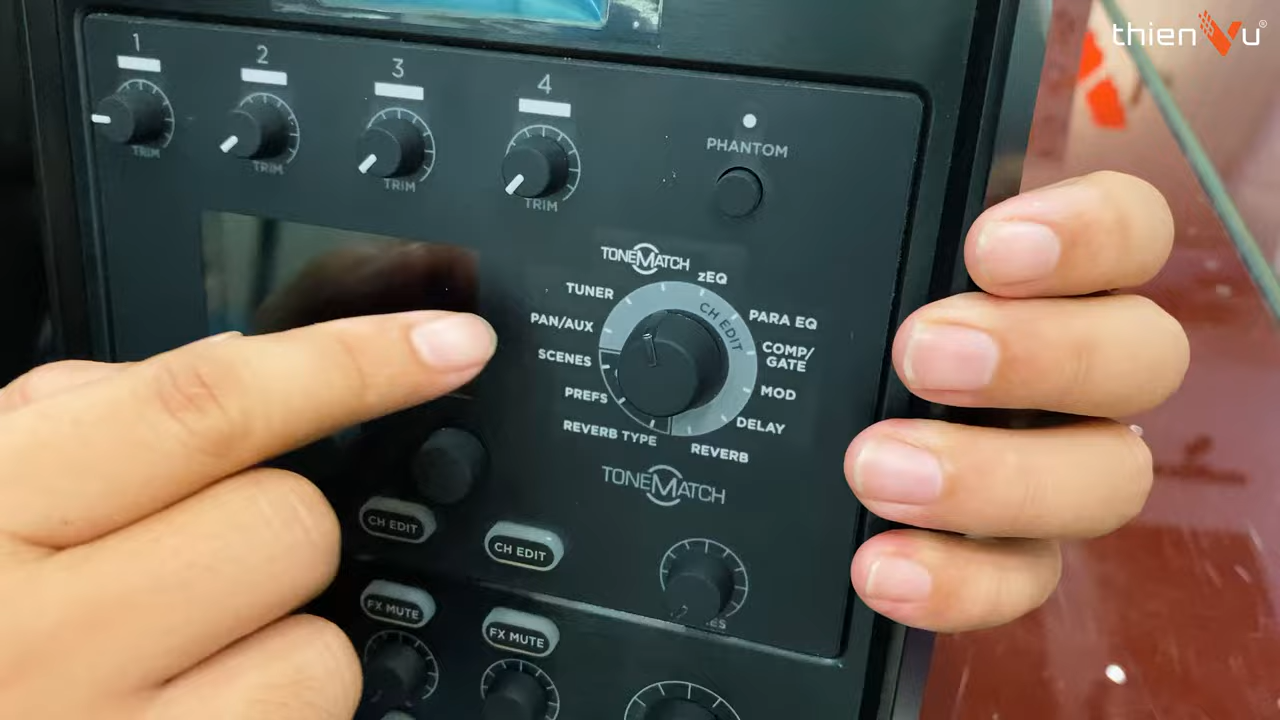 thienVu®
1
2
3
4
TRIM
TRIM
TRIM
TRIM
PHANTOM
TONEMATCH
zEQ
TUNER
CH EDIT
PARA EQ
PAN/AUX
COMP/
GATE
SCENES
MOD
PREFS
DELAY
REVERB TYPE
REVERB
TONEMATCH
CH EDIT
CH EDIT
FX MUTE
FX MUTE